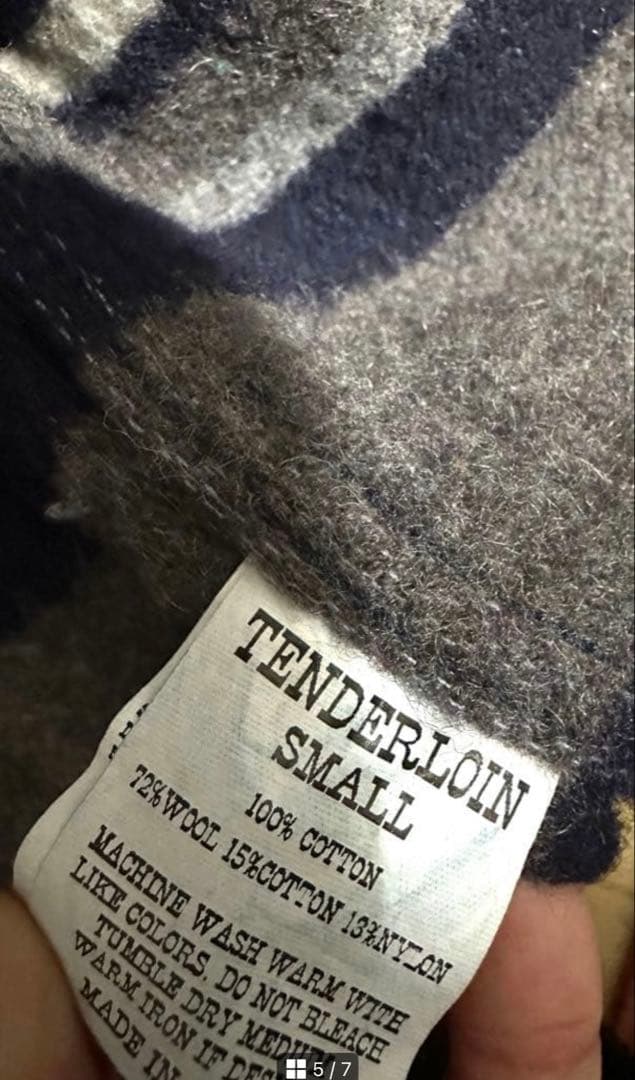 TENDERLOIN
SMALL
100% COTTON
72%WOOL 15%COTTON 13%NYLON
MACHINE WASH WARM WITH
LIKE COLORS, DO NOT BLEACH
TUMBLE DRY
WARM IRON IF
MADE IN
5/7